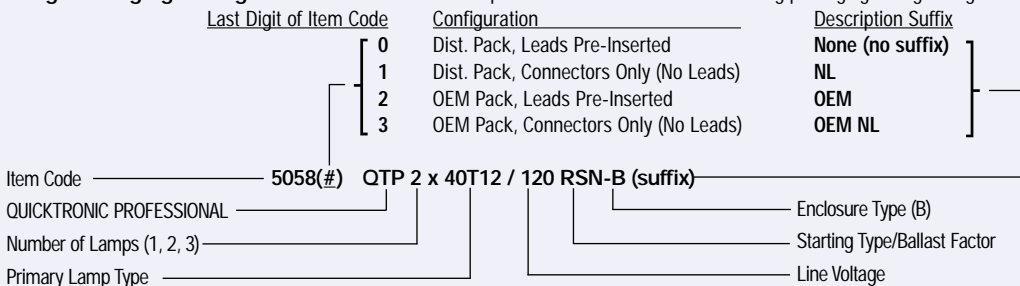 Last Digit of Item Code Configuration Description Suffix
0 Dist. Pack, Leads Pre-Inserted None (no suffix)
1 Dist. Pack, Connectors Only (No Leads) NL
2 OEM Pack, Leads Pre-Inserted OEM
3 OEM Pack, Connectors Only (No Leads) OEM NL
Item Code 5058(#) QTP 2 x 40T12 / 120 RSN-B (suffix)
QUICKTRONIC PROFESSIONAL Enclosure Type (B)
Number of Lamps (1, 2, 3) Starting Type/Ballast Factor
Primary Lamp Type Line Voltage